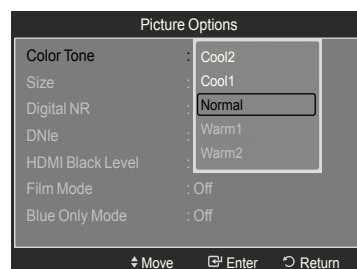 Picture Options
Color Tone : Cool2
Size : Cool1
Digital NR : Normal
DNIe : Warm1
HDMI Black Level : Warm2
Film Mode : Off
Blue Only Mode : Off
Move Enter Return